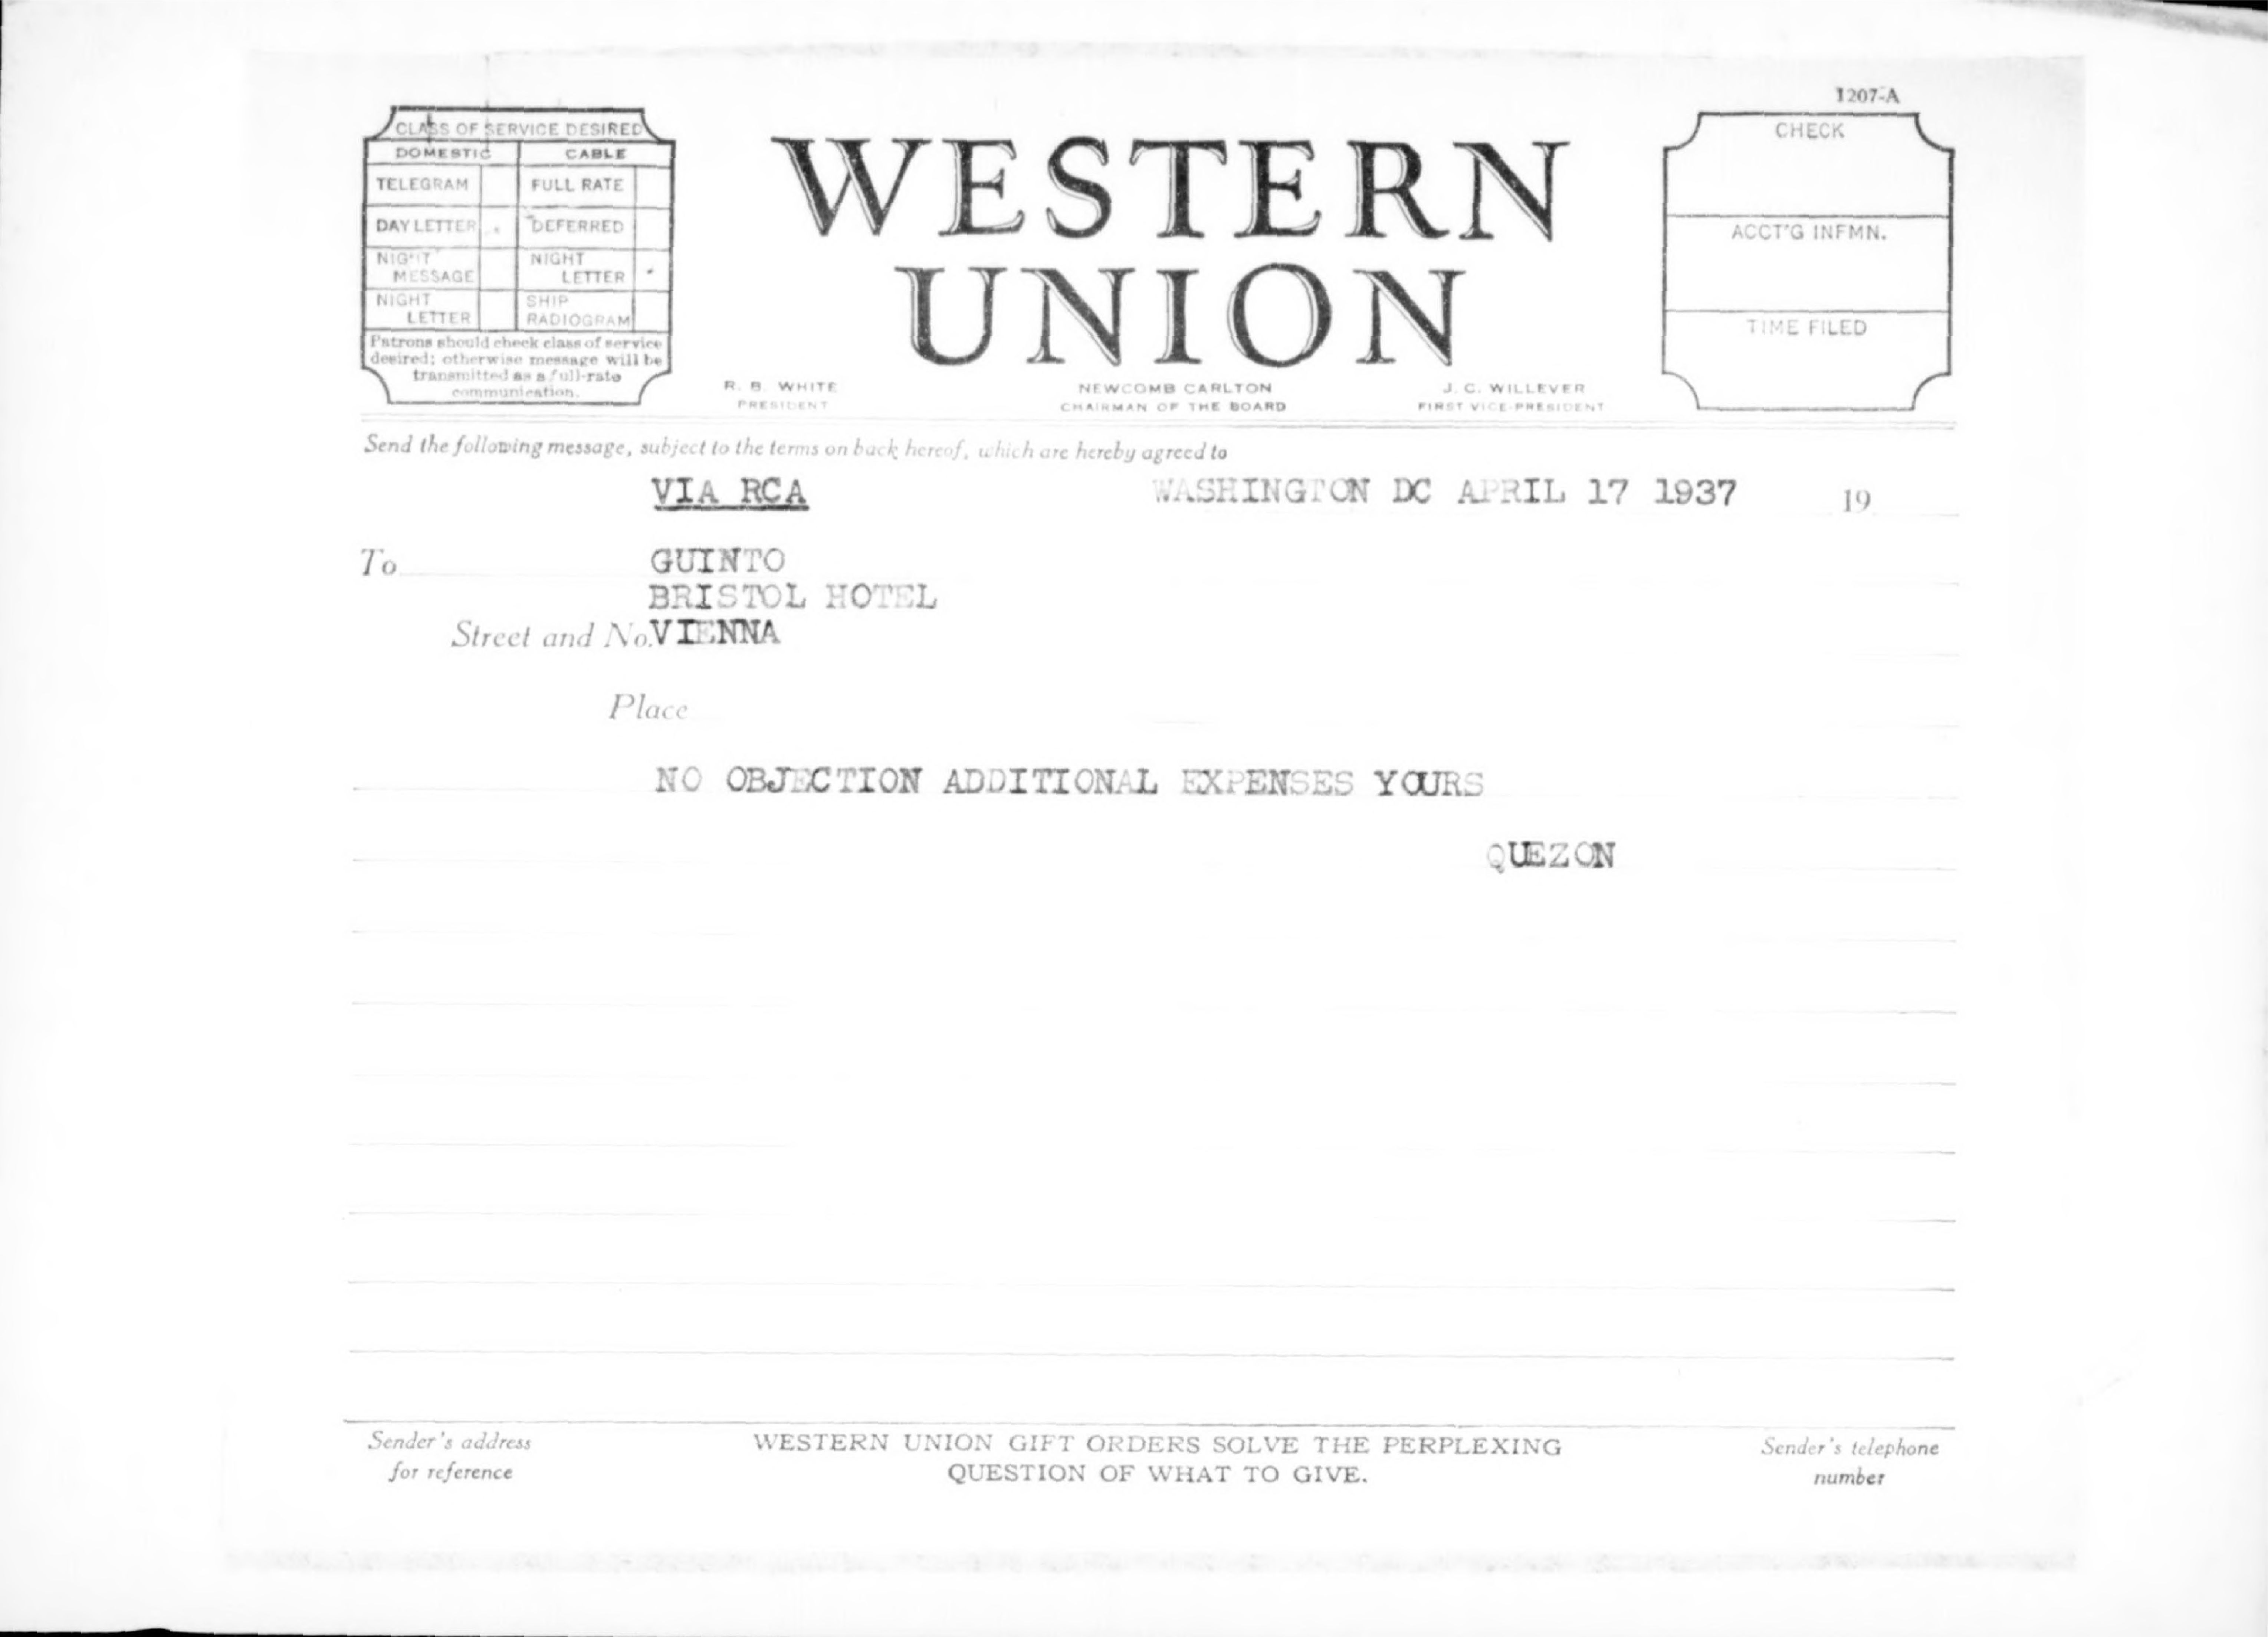 1207-A
CLASS OF SERVICE DESIRED
DOMESTIC CABLE
TELEGRAM FULL RATE
DAY LETTER DEFERRED
NIGHT MESSAGE NIGHT LETTER
NIGHT LETTER SHIP RADIOGRAM
Patrons should check class of service
desired; otherwise message will be
transmitted as a full-rate
communication.
WESTERN
UNION
R. B. WHITE
PRESIDENT
NEWCOMB CARLTON
CHAIRMAN OF THE BOARD
J. C. WILLEVER
FIRST VICE-PRESIDENT
CHECK
ACCT'G INFMN.
TIME FILED
Send the following message, subject to the terms on back hereof, which are hereby agreed to
VIA RCA WASHINGTON DC APRIL 17 1937 19
To GUINTO
BRISTOL HOTEL
Street and No. VIENNA
Place
NO OBJECTION ADDITIONAL EXPENSES YOURS
QUEZON
Sender's address
for reference
WESTERN UNION GIFT ORDERS SOLVE THE PERPLEXING
QUESTION OF WHAT TO GIVE.
Sender's telephone
number